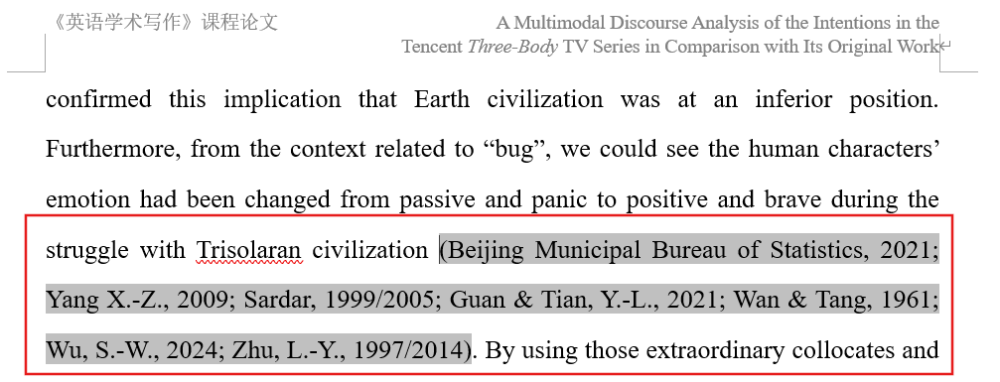 《英语学术写作》课程论文
A Multimodal Discourse Analysis of the Intentions in the
Tencent Three-Body TV Series in Comparison with Its Original Work↵
confirmed this implication that Earth civilization was at an inferior position.
Furthermore, from the context related to “bug”, we could see the human characters’
emotion had been changed from passive and panic to positive and brave during the
struggle with Trisolaran civilization (Beijing Municipal Bureau of Statistics, 2021;
Yang X.-Z., 2009; Sardar, 1999/2005; Guan & Tian, Y.-L., 2021; Wan & Tang, 1961;
Wu, S.-W., 2024; Zhu, L.-Y., 1997/2014). By using those extraordinary collocates and